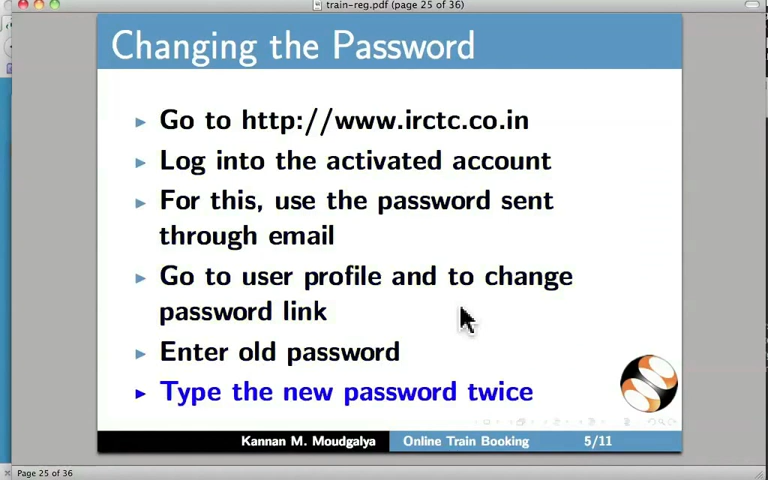 train-reg.pdf (page 25 of 36)
Changing the Password
Go to http://www.irctc.co.in
Log into the activated account
For this, use the password sent
through email
Go to user profile and to change
password link
Enter old password
Type the new password twice
Kannan M. Moudgalya Online Train Booking 5/11
Page 25 of 36